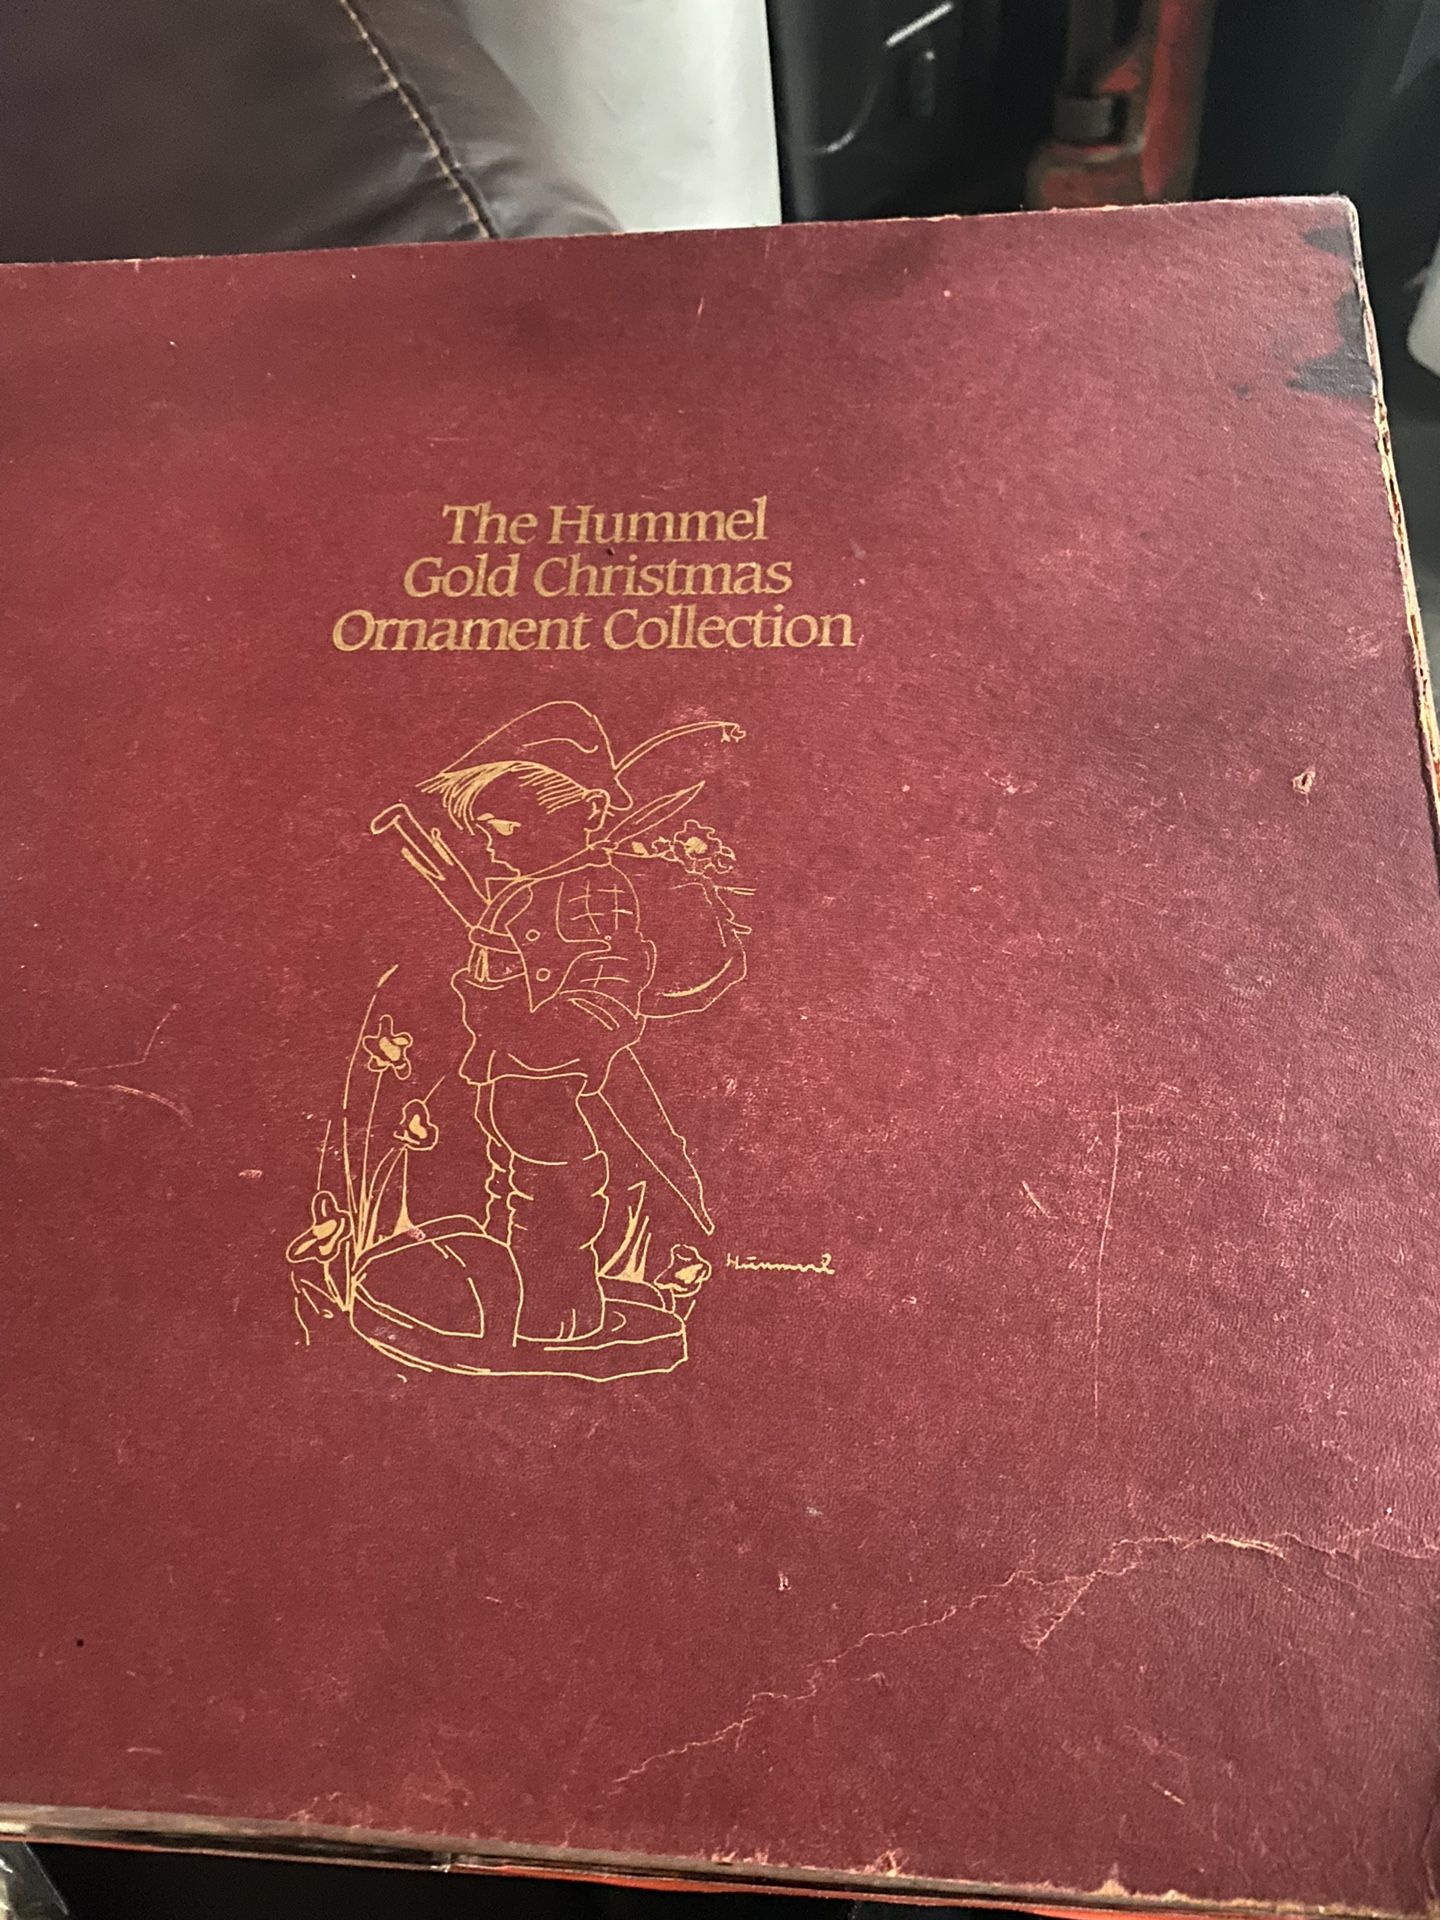 The Hummel
Gold Christmas
Ornament Collection
Hummel